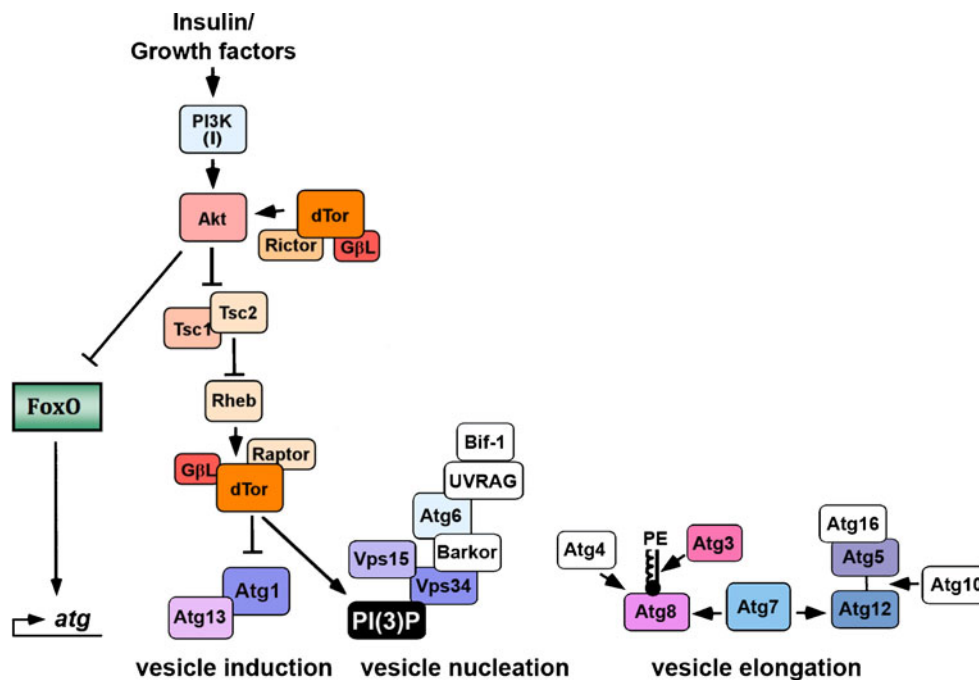 Insulin/
Growth factors
PI3K
(I)
Akt
dTor
Rictor
GβL
Tsc1
Tsc2
FoxO
Rheb
GβL
Raptor
dTor
Bif-1
UVRAG
Atg6
Barkor
Vps15
Vps34
PI(3)P
Atg1
Atg13
atg
Atg4
PE
Atg3
Atg8
Atg7
Atg16
Atg5
Atg12
Atg10
vesicle induction
vesicle nucleation
vesicle elongation